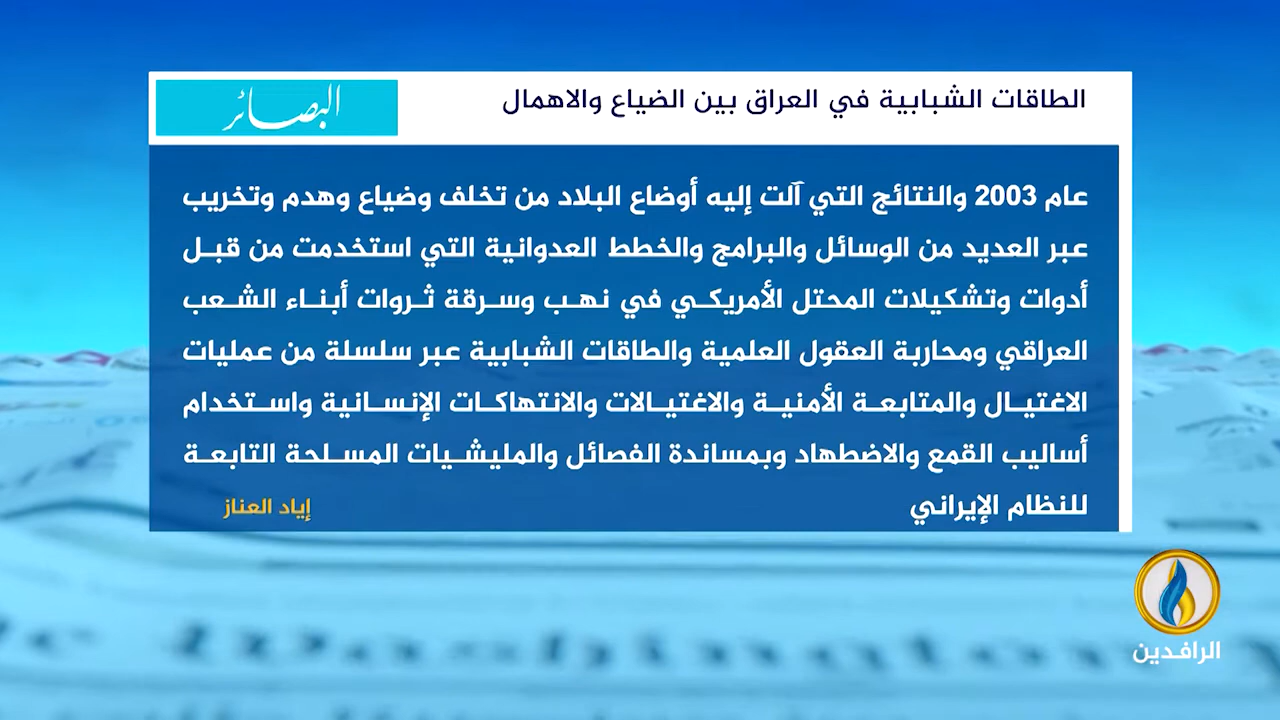 الطاقات الشبابية في العراق بين الضياع والاهمال
البصائر
عام 2003 والنتائج التي آلت إليه أوضاع البلاد من تخلف وضياع وهدم وتخريب
عبر العديد من الوسائل والبرامج والخطط العدوانية التي استخدمت من قبل
أدوات وتشكيلات المحتل الأمريكي في نهب وسرقة ثروات أبناء الشعب
العراقي ومحاربة العقول العلمية والطاقات الشبابية عبر سلسلة من عمليات
الاغتيال والمتابعة الأمنية والاغتيالات والانتهاكات الإنسانية واستخدام
أساليب القمع والاضطهاد وبمساندة الفصائل والمليشيات المسلحة التابعة
للنظام الإيراني
إياد العناز
الرافدين